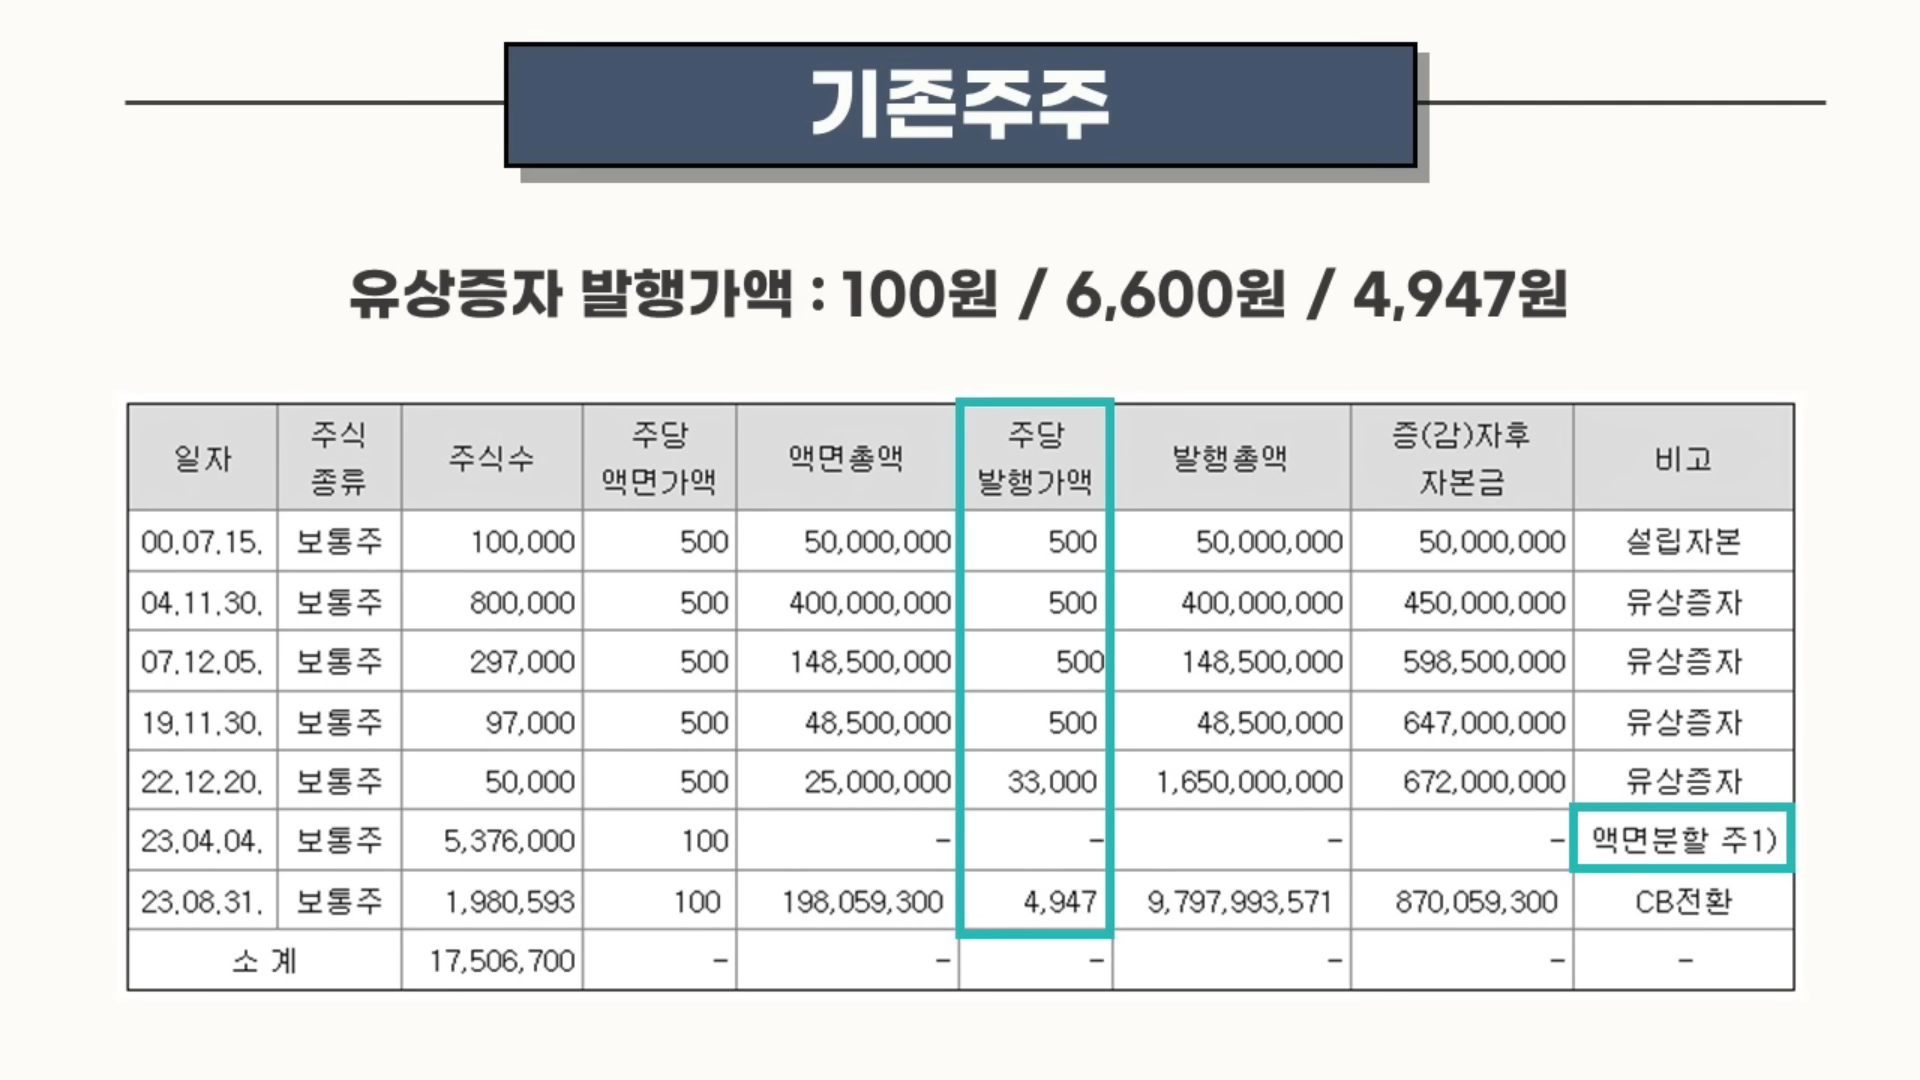 기존주주
유상증자 발행가액 : 100원 / 6,600원 / 4,947원
일자 주식 종류 주식수 주당 액면가액 액면총액 주당 발행가액 발행총액 증(감)자후 자본금 비고
00.07.15. 보통주 100,000 500 50,000,000 500 50,000,000 50,000,000 설립자본
04.11.30. 보통주 800,000 500 400,000,000 500 400,000,000 450,000,000 유상증자
07.12.05. 보통주 297,000 500 148,500,000 500 148,500,000 598,500,000 유상증자
19.11.30. 보통주 97,000 500 48,500,000 500 48,500,000 647,000,000 유상증자
22.12.20. 보통주 50,000 500 25,000,000 33,000 1,650,000,000 672,000,000 유상증자
23.04.04. 보통주 5,376,000 100 - - - - 액면분할 주1)
23.08.31. 보통주 1,980,593 100 198,059,300 4,947 9,797,993,571 870,059,300 CB전환
소 계 17,506,700 - - - - - -